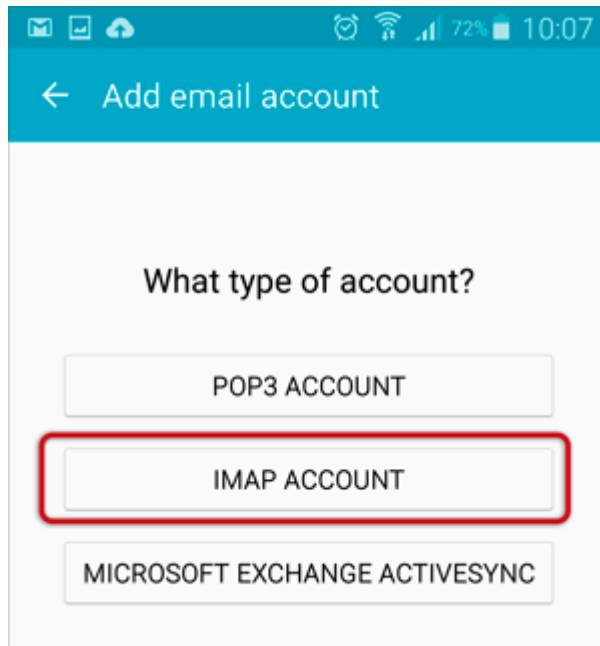 72% 10:07
Add email account
What type of account?
POP3 ACCOUNT
IMAP ACCOUNT
MICROSOFT EXCHANGE ACTIVESYNC